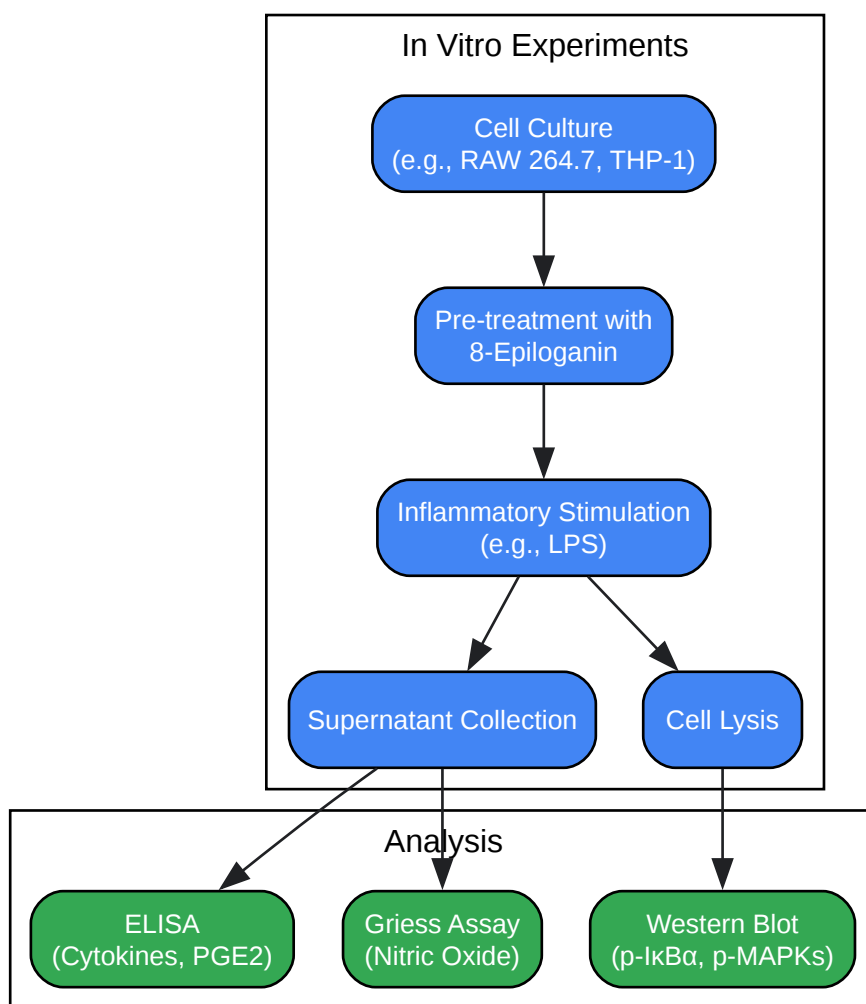 In Vitro Experiments
Cell Culture
(e.g., RAW 264.7, THP-1)
Pre-treatment with
8-Epiloganin
Inflammatory Stimulation
(e.g., LPS)
Supernatant Collection
Cell Lysis
Analysis
ELISA
(Cytokines, PGE2)
Griess Assay
(Nitric Oxide)
Western Blot
(p-IκBα, p-MAPKs)